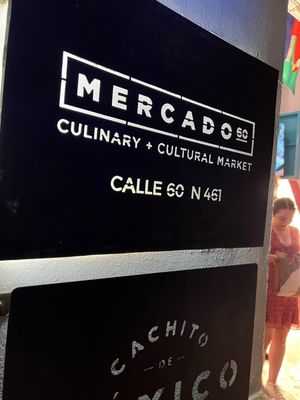 MERCADO 60
CULINARY + CULTURAL MARKET
CALLE 60 N 461
CACHITO
DE